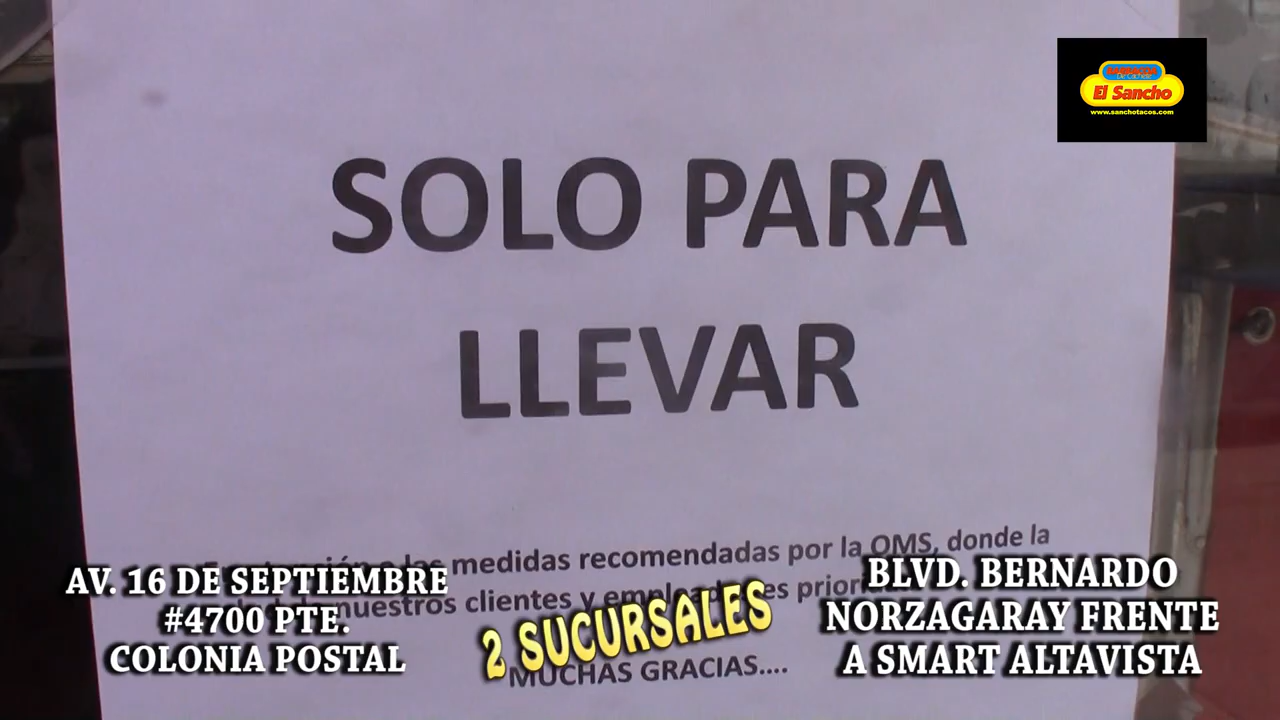 El Sancho
www.sanchotacos.com
SOLO PARA
LLEVAR
medidas recomendadas por la OMS, donde la
nuestros clientes y
MUCHAS GRACIAS....
AV. 16 DE SEPTIEMBRE
#4700 PTE.
COLONIA POSTAL
2 SUCURSALES
BLVD. BERNARDO
NORZAGARAY FRENTE
A SMART ALTAVISTA